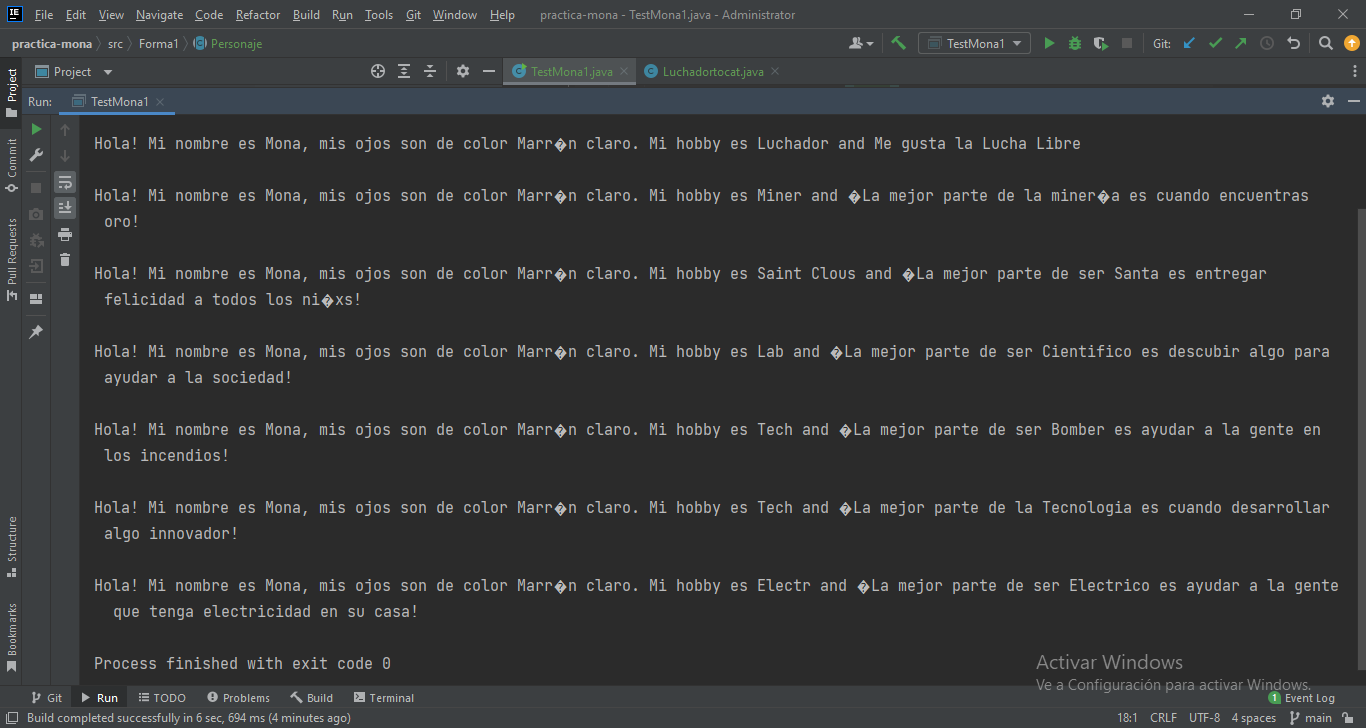 File Edit View Navigate Code Refactor Build Run Tools Git Window Help practica-mona - TestMona1.java - Administrator
practica-mona src Forma1 Personaje TestMona1 Git:
Project TestMona1.java Luchadortocat.java
Project
Run: TestMona1
Commit
Pull Requests
Structure
Bookmarks
Hola! Mi nombre es Mona, mis ojos son de color Marr�n claro. Mi hobby es Luchador and Me gusta la Lucha Libre
Hola! Mi nombre es Mona, mis ojos son de color Marr�n claro. Mi hobby es Miner and �La mejor parte de la miner�a es cuando encuentras
oro!
Hola! Mi nombre es Mona, mis ojos son de color Marr�n claro. Mi hobby es Saint Clous and �La mejor parte de ser Santa es entregar
felicidad a todos los ni�xs!
Hola! Mi nombre es Mona, mis ojos son de color Marr�n claro. Mi hobby es Lab and �La mejor parte de ser Cientifico es descubir algo para
ayudar a la sociedad!
Hola! Mi nombre es Mona, mis ojos son de color Marr�n claro. Mi hobby es Tech and �La mejor parte de ser Bomber es ayudar a la gente en
los incendios!
Hola! Mi nombre es Mona, mis ojos son de color Marr�n claro. Mi hobby es Tech and �La mejor parte de la Tecnologia es cuando desarrollar
algo innovador!
Hola! Mi nombre es Mona, mis ojos son de color Marr�n claro. Mi hobby es Electr and �La mejor parte de ser Electrico es ayudar a la gente
que tenga electricidad en su casa!
Process finished with exit code 0
Activar Windows
Ve a Configuración para activar Windows.
Git Run TODO Problems Build Terminal 1 Event Log
Build completed successfully in 6 sec, 694 ms (4 minutes ago) 18:1 CRLF UTF-8 4 spaces main